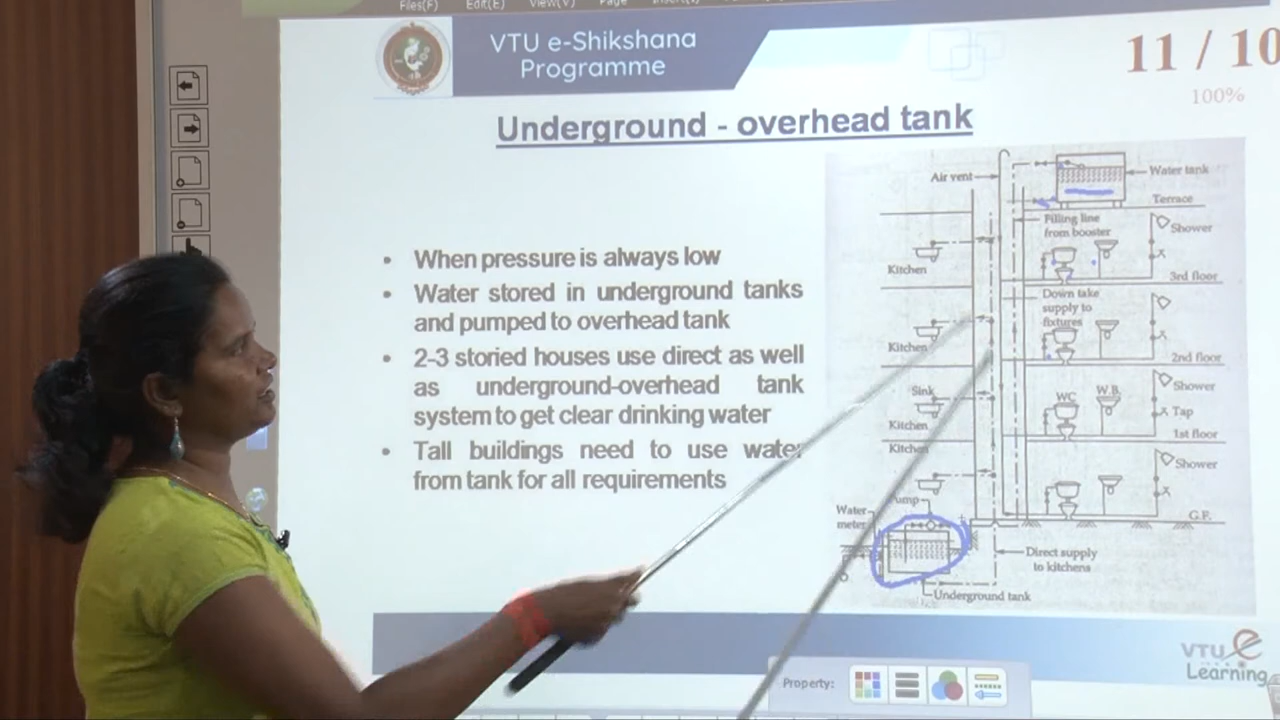 Files(F) Edit(E) View(V) Page
VTU e-Shikshana
Programme
11 / 10
100%
Underground - overhead tank
• When pressure is always low
• Water stored in underground tanks
and pumped to overhead tank
• 2-3 storied houses use direct as well
as underground-overhead tank
system to get clear drinking water
• Tall buildings need to use water
from tank for all requirements
Air vent
Water tank
Terrace
Filling line
from booster
Shower
Kitchen
3rd floor
Down take
supply to
fixtures
Kitchen
2nd floor
Sink
WC
W.B.
Shower
Tap
Kitchen
1st floor
Kitchen
Shower
Water
meter
G.F.
Direct supply
to kitchens
Underground tank
VTU
Learning
Property: